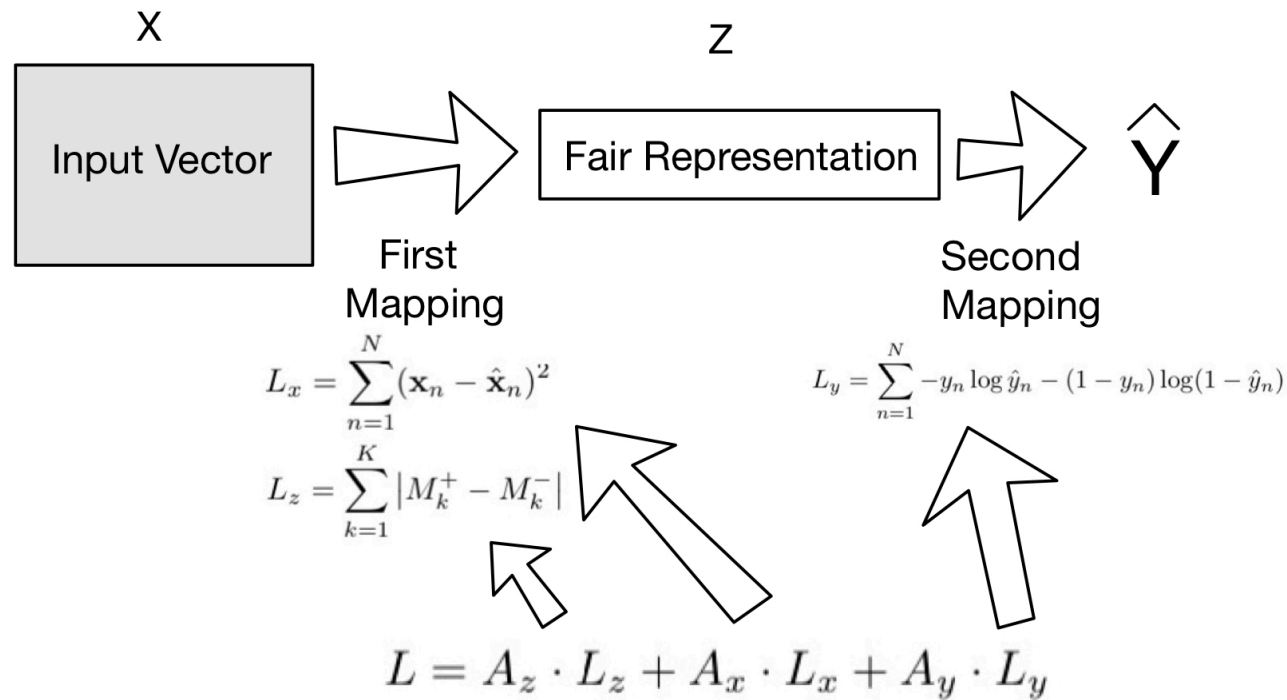 X
Z
Input Vector
Fair Representation
Ŷ
First
Mapping
Second
Mapping
$L_x = \sum_{n=1}^{N} (\mathbf{x}_n - \hat{\mathbf{x}}_n)^2$
$L_y = \sum_{n=1}^{N} -y_n \log \hat{y}_n - (1 - y_n) \log(1 - \hat{y}_n)$
$L_z = \sum_{k=1}^{K} |M_k^+ - M_k^-|$
$L = A_z \cdot L_z + A_x \cdot L_x + A_y \cdot L_y$